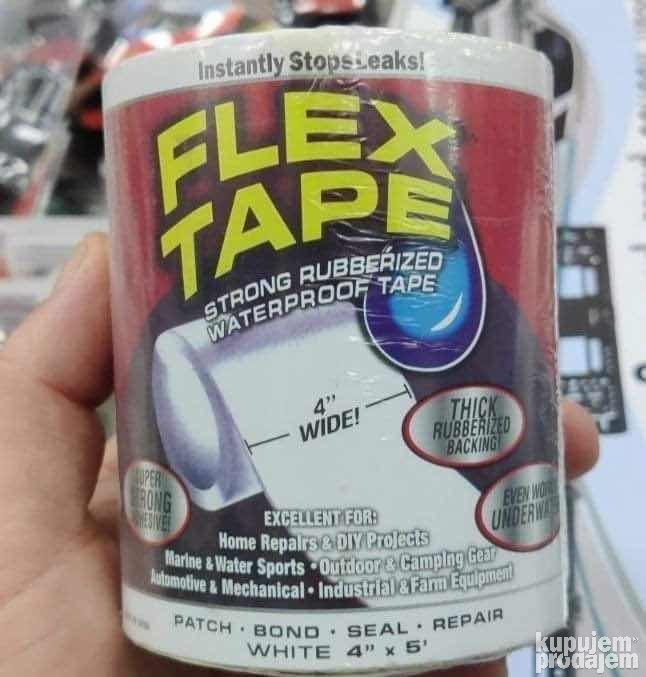 Instantly Stops Leaks!
FLEX
TAPE
STRONG RUBBERIZED
WATERPROOF TAPE
4"
WIDE!
THICK
RUBBERIZED
BACKING!
EXCELLENT FOR:
Home Repairs & DIY Projects
Marine & Water Sports • Outdoor & Camping Gear
Automotive & Mechanical • Industrial & Farm Equipment
EVEN
PATCH • BOND • SEAL • REPAIR
WHITE 4" x 5'
kupujem
prodajem